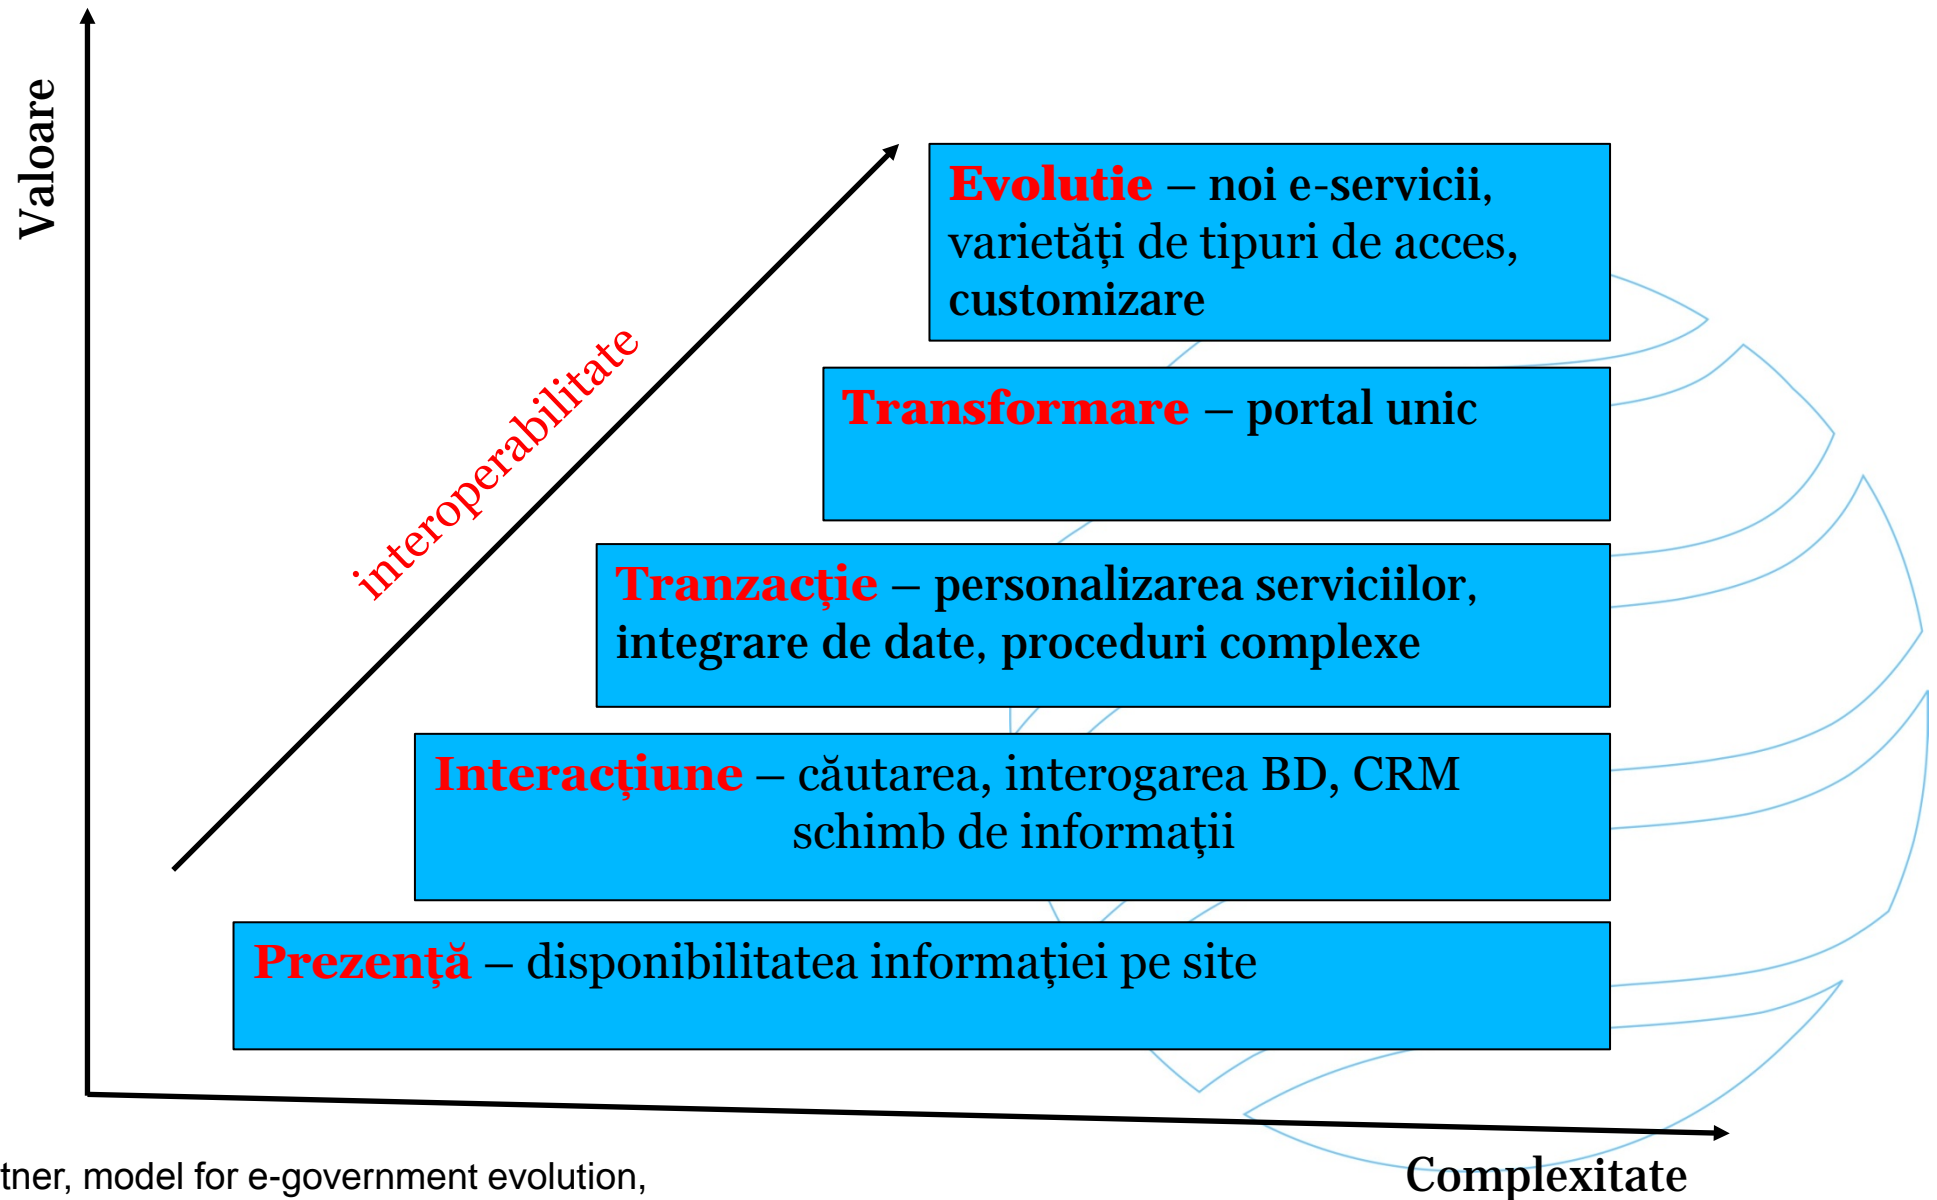 Valoare
Evolutie – noi e-servicii,
varietăți de tipuri de acces,
customizare
interoperabilitate
Transformare – portal unic
Tranzacție – personalizarea serviciilor,
integrare de date, proceduri complexe
Interacțiune – căutarea, interogarea BD, CRM
schimb de informații
Prezență – disponibilitatea informației pe site
tner, model for e-government evolution,
Complexitate